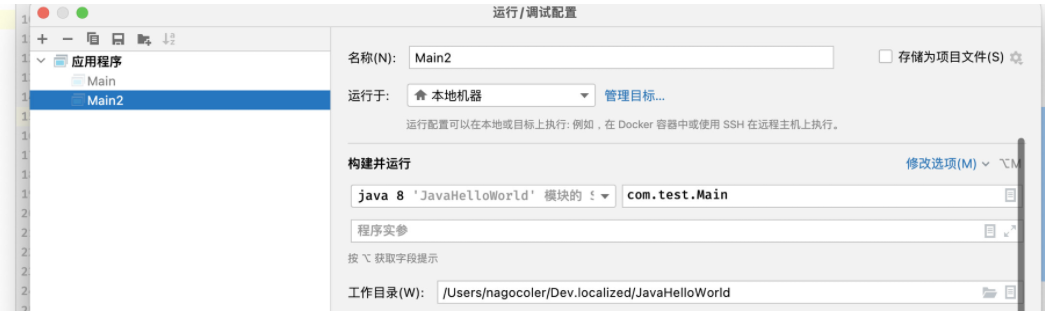 运行/调试配置
应用程序
Main
Main2
名称(N): Main2
存储为项目文件(S)
运行于: 本地机器 管理目标...
运行配置可以在本地或目标上执行: 例如，在 Docker 容器中或使用 SSH 在远程主机上执行。
构建并运行 修改选项(M) ⌥M
java 8 'JavaHelloWorld' 模块的 com.test.Main
程序实参
按 ⌥ 获取字段提示
工作目录(W): /Users/nagocoler/Dev.localized/JavaHelloWorld